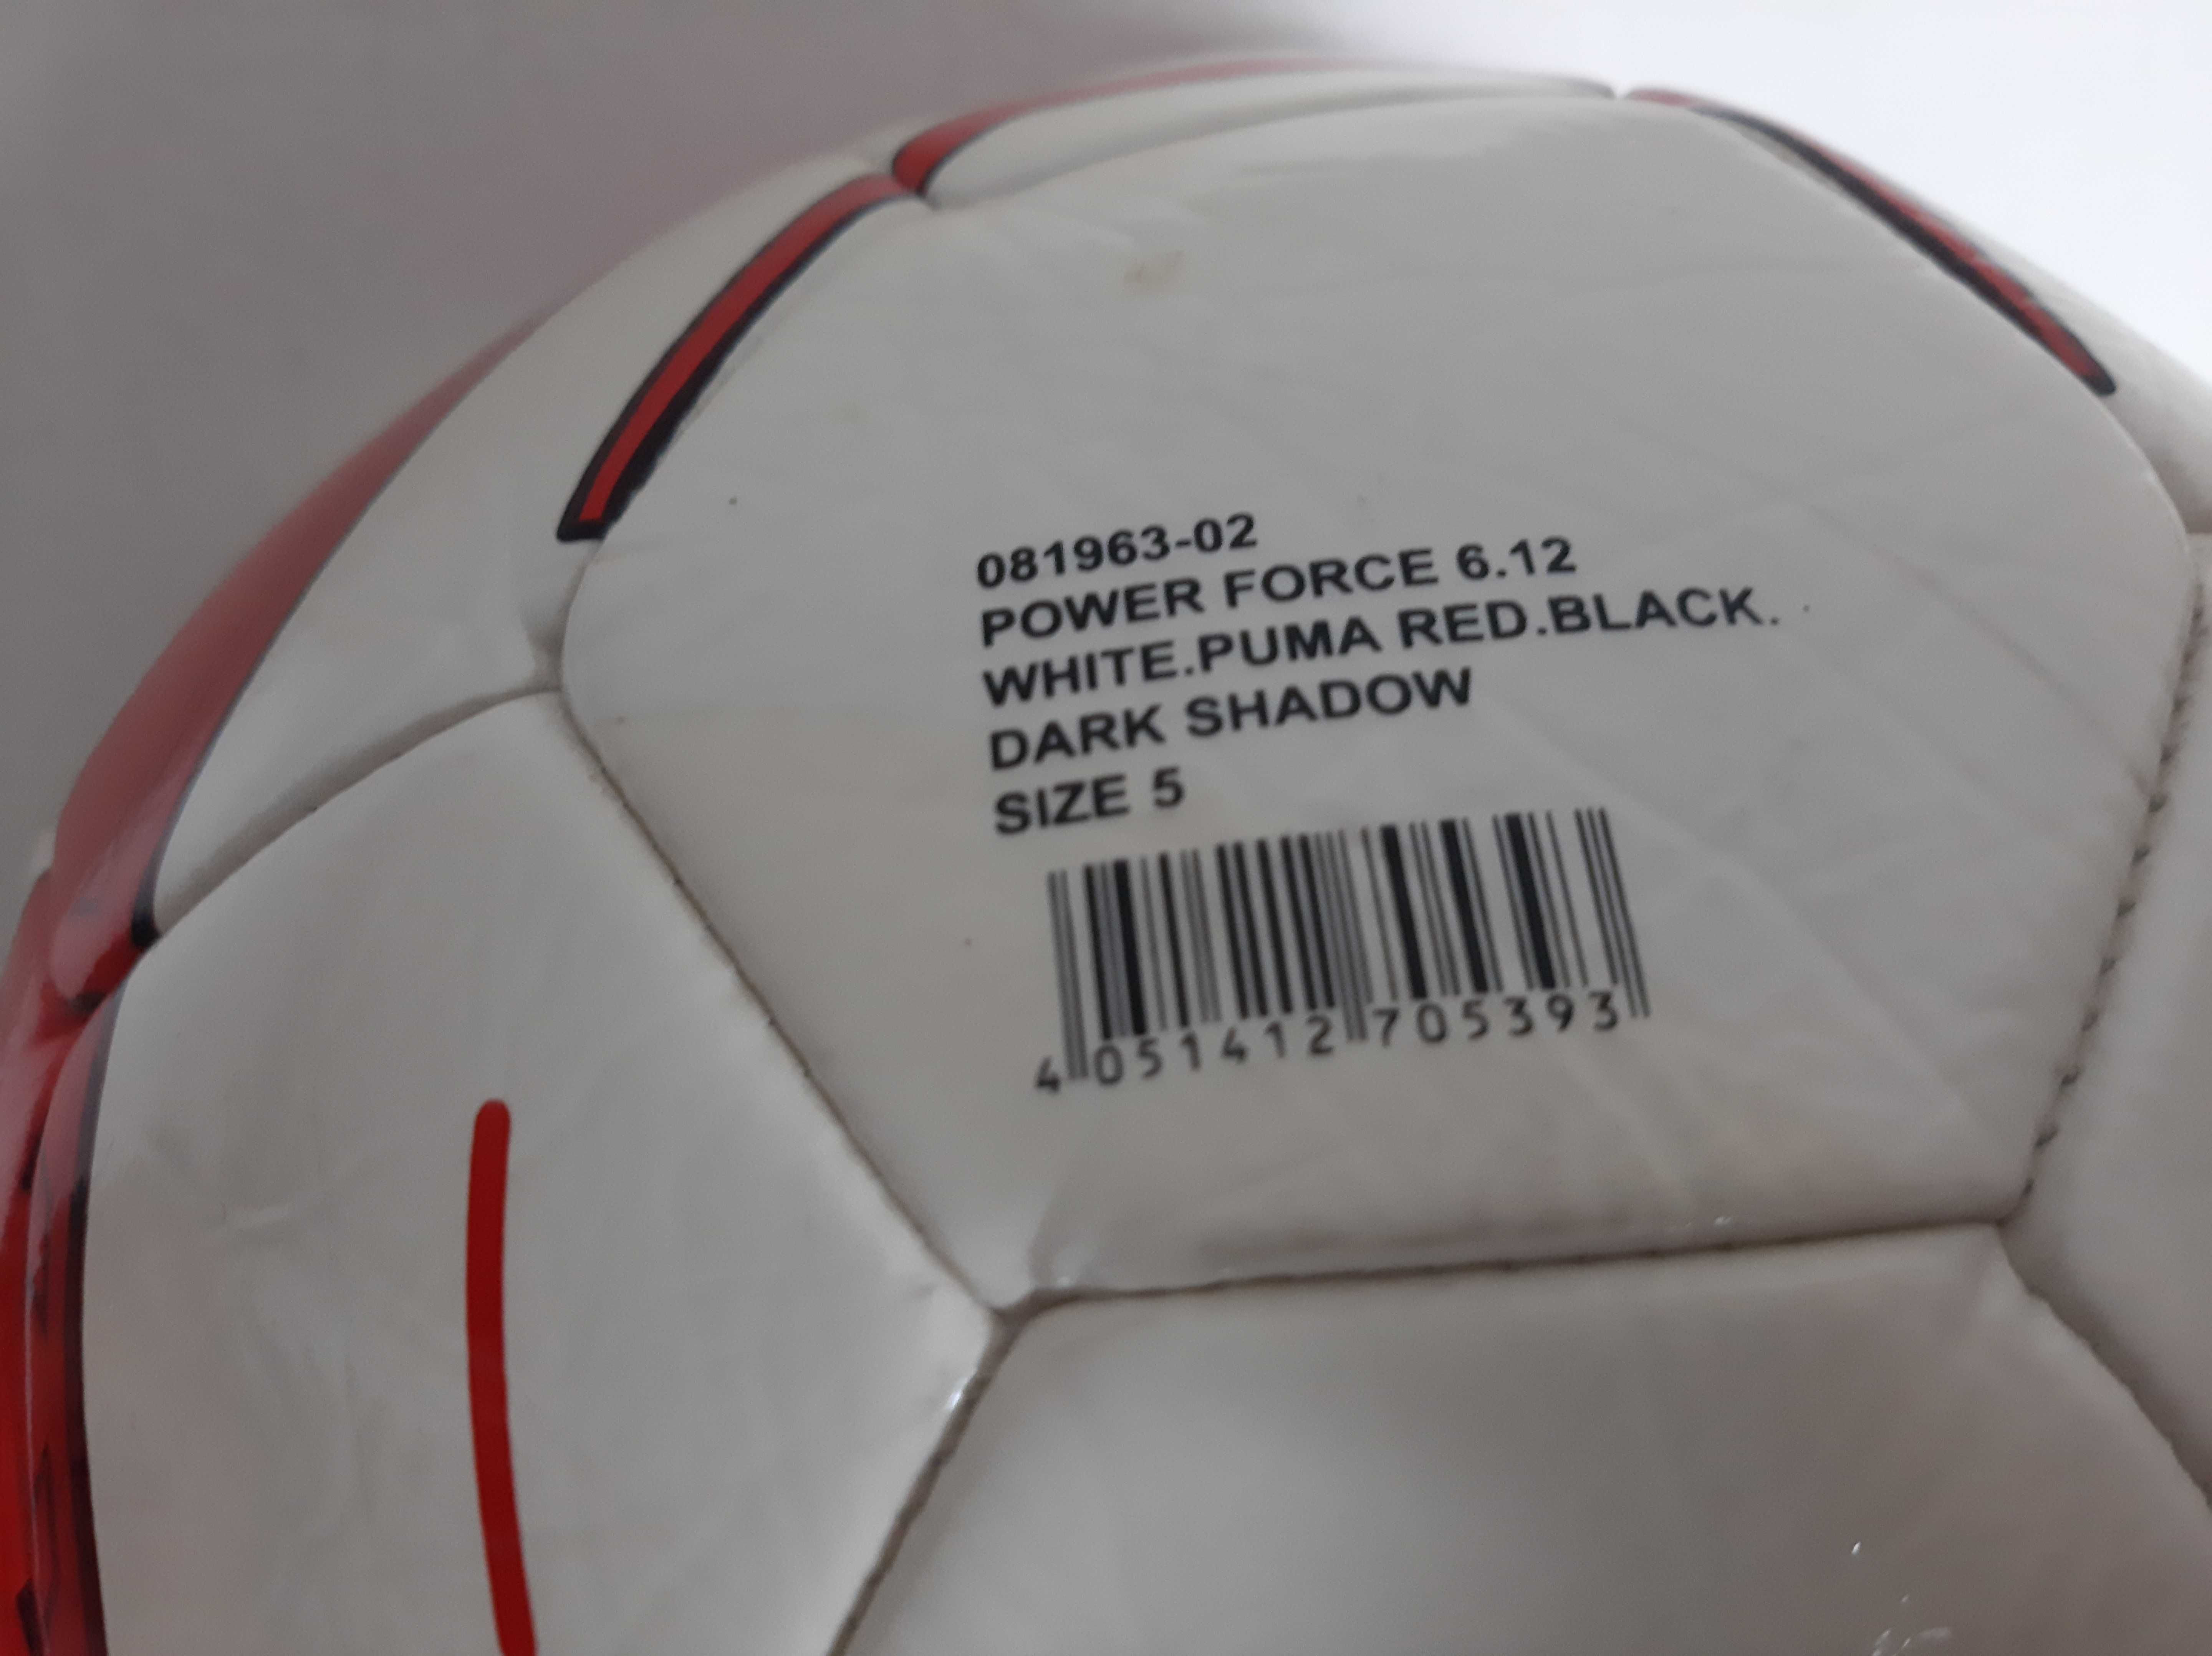 081963-02
POWER FORCE 6.12
WHITE.PUMA RED.BLACK.
DARK SHADOW
SIZE 5
4 051412 705393